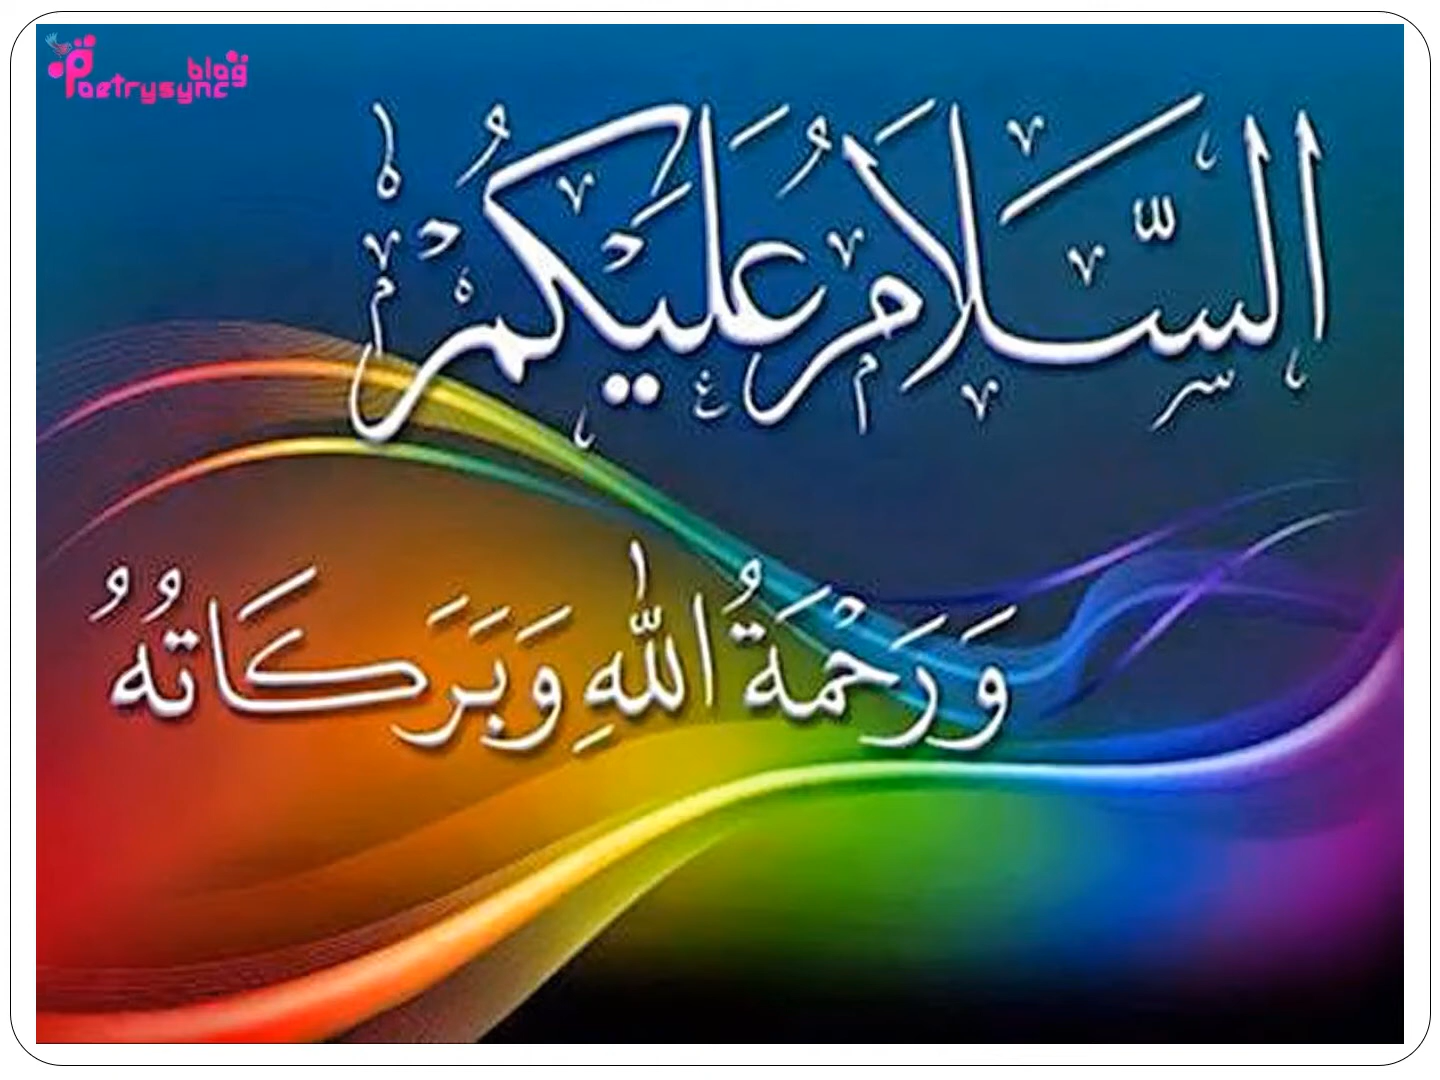 Poetrysync blog
السَّلَامُ عَلَيْكُمْ
وَرَحْمَةُ اللهِ وَبَرَكَاتُهُ